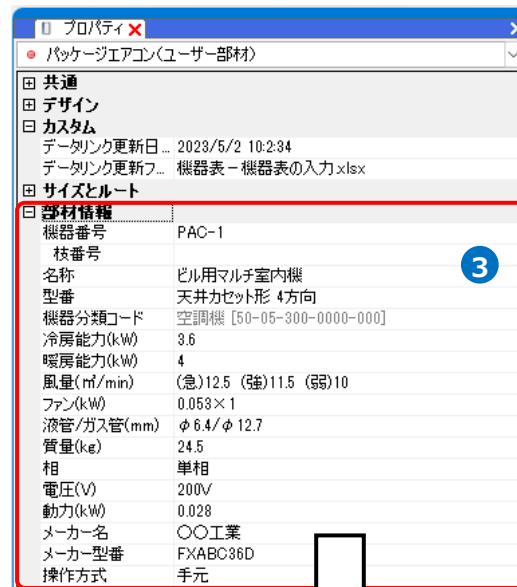 プロパティ
パッケージエアコン(ユーザー部材)
共通
デザイン
カスタム
データリンク更新日... 2023/5/2 10:2:34
データリンク更新フ... 機器表－機器表の入力.xlsx
サイズとルート
部材情報
機器番号 PAC-1
枝番号
名称 ビル用マルチ室内機
型番 天井カセット形 4方向
機器分類コード 空調機 [50-05-300-0000-000]
冷房能力(kW) 3.6
暖房能力(kW) 4
風量(㎥/min) (急)12.5 (強)11.5 (弱)10
ファン(kW) 0.053×1
液管/ガス管(mm) φ6.4/φ12.7
質量(kg) 24.5
相 単相
電圧(V) 200V
動力(kW) 0.028
メーカー名 〇〇工業
メーカー型番 FXABC36D
操作方式 手元
3